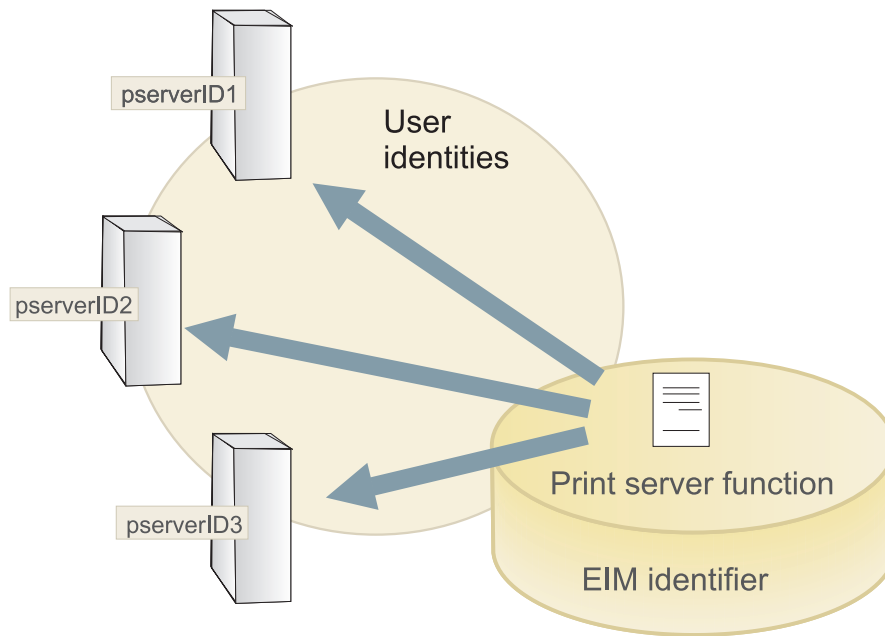 pserverID1
User
identities
pserverID2
pserverID3
Print server function
EIM identifier